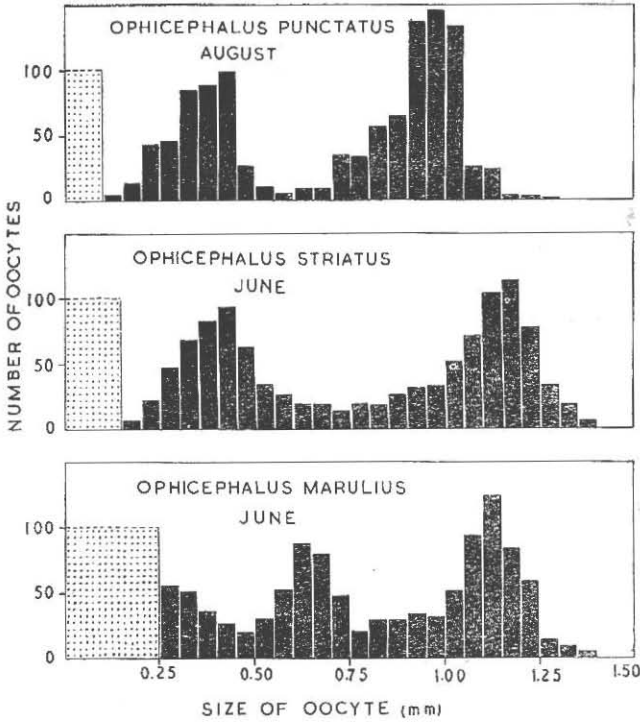 OPHICEPHALUS PUNCTATUS
AUGUST
100
50
0
OPHICEPHALUS STRIATUS
JUNE
100
50
0
OPHICEPHALUS MARULIUS
JUNE
100
50
0
NUMBER OF OOCYTES
0.25 0.50 0.75 1.00 1.25 1.50
SIZE OF OOCYTE (mm)